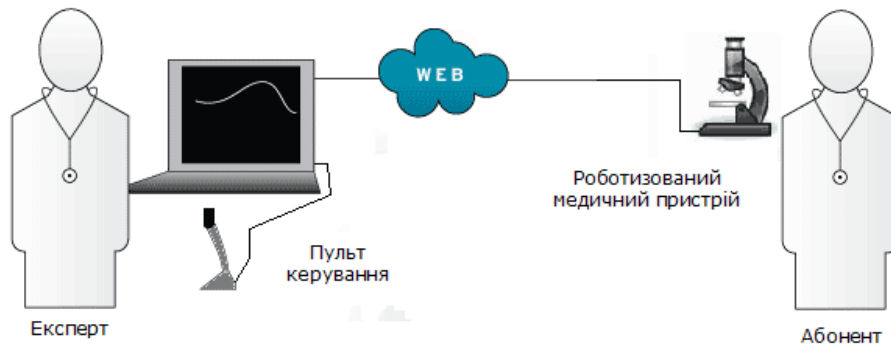 WEB
Роботизований
медичний пристрій
Пульт
керування
Експерт
Абонент